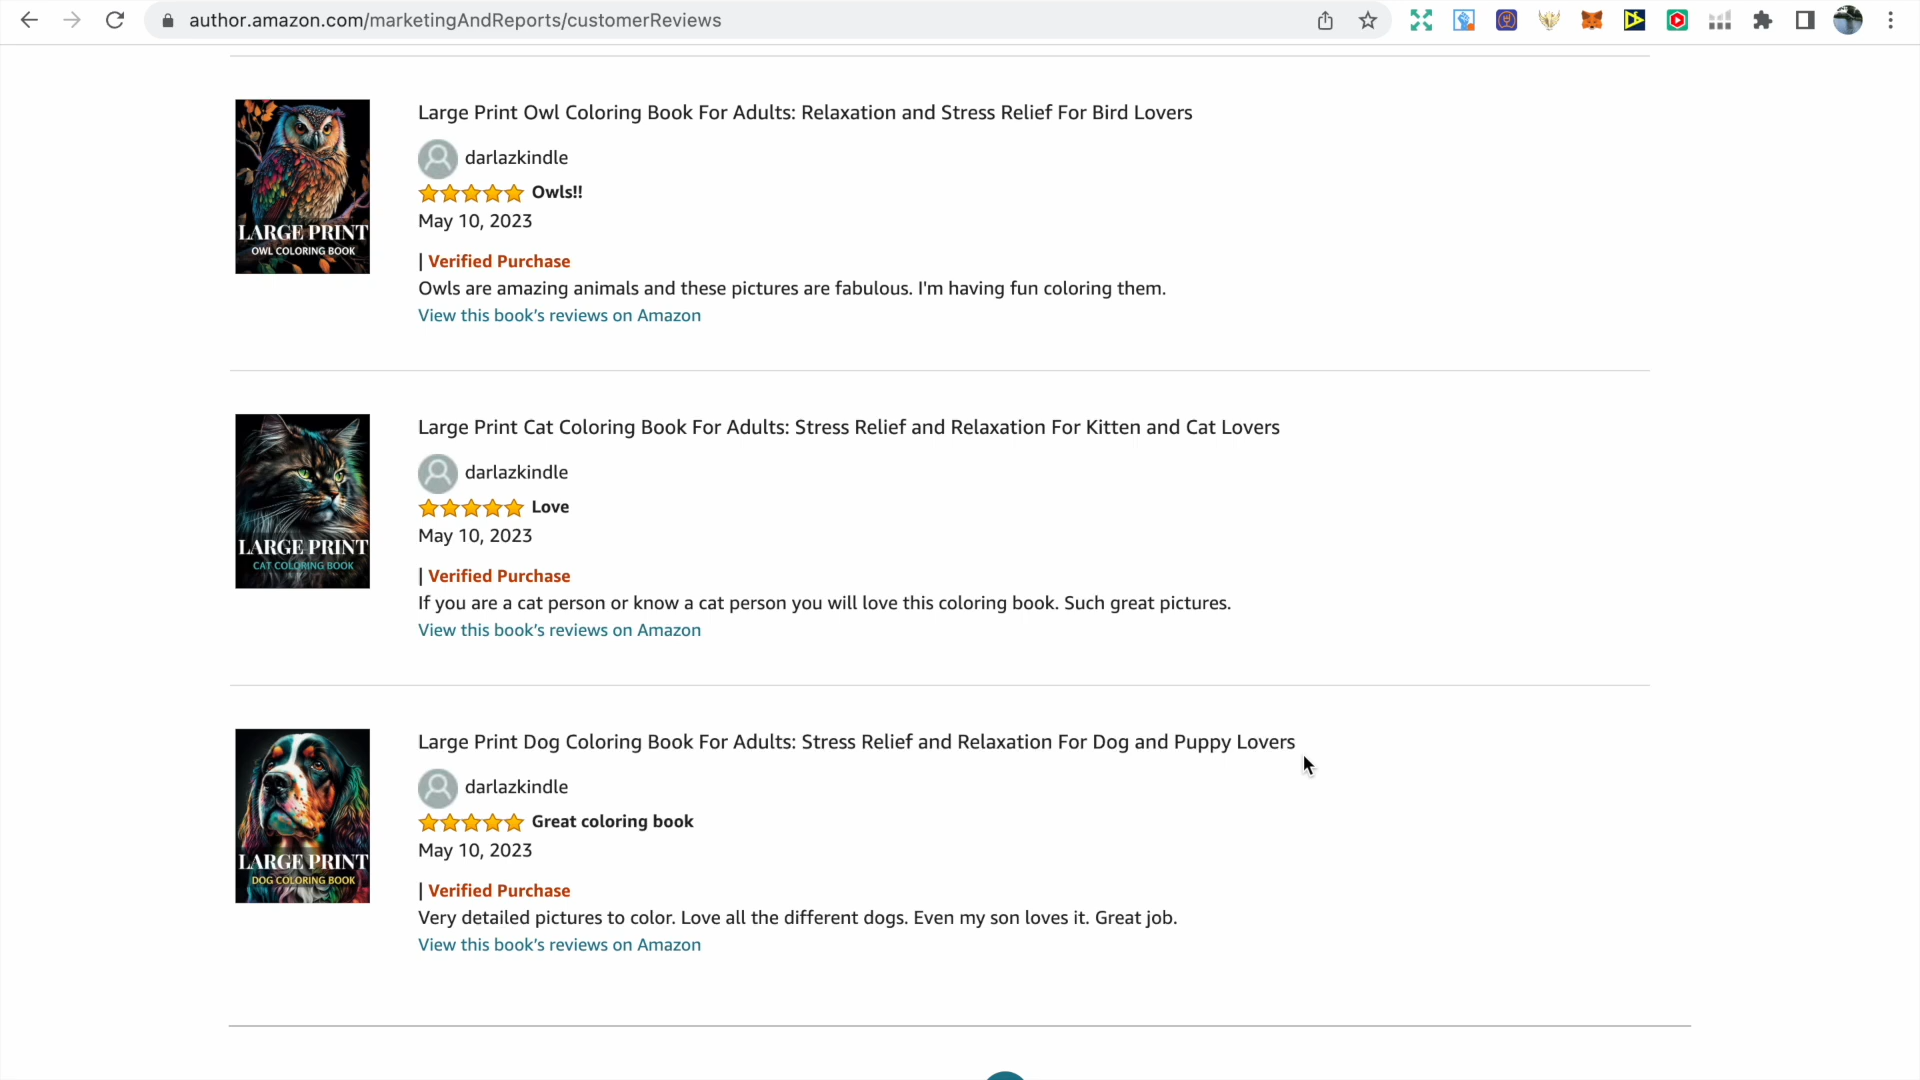 author.amazon.com/marketingAndReports/customerReviews
LARGE PRINT
OWL COLORING BOOK
Large Print Owl Coloring Book For Adults: Relaxation and Stress Relief For Bird Lovers
darlazkindle
Owls!!
May 10, 2023
| Verified Purchase
Owls are amazing animals and these pictures are fabulous. I'm having fun coloring them.
View this book’s reviews on Amazon
LARGE PRINT
CAT COLORING BOOK
Large Print Cat Coloring Book For Adults: Stress Relief and Relaxation For Kitten and Cat Lovers
darlazkindle
Love
May 10, 2023
| Verified Purchase
If you are a cat person or know a cat person you will love this coloring book. Such great pictures.
View this book’s reviews on Amazon
LARGE PRINT
DOG COLORING BOOK
Large Print Dog Coloring Book For Adults: Stress Relief and Relaxation For Dog and Puppy Lovers
darlazkindle
Great coloring book
May 10, 2023
| Verified Purchase
Very detailed pictures to color. Love all the different dogs. Even my son loves it. Great job.
View this book’s reviews on Amazon